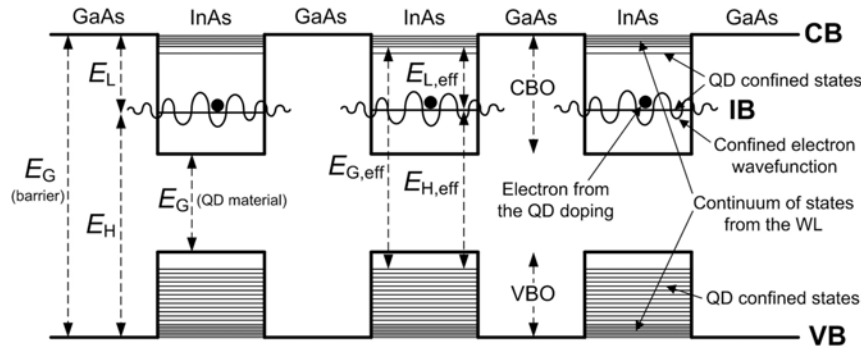 GaAs InAs GaAs InAs GaAs InAs GaAs
CB
E_L
E_L,eff
CBO
QD confined states
IB
Confined electron
wavefunction
E_G
(barrier)
E_G (QD material)
E_G,eff
E_H,eff
Electron from
the QD doping
Continuum of states
from the WL
E_H
VBO
QD confined states
VB